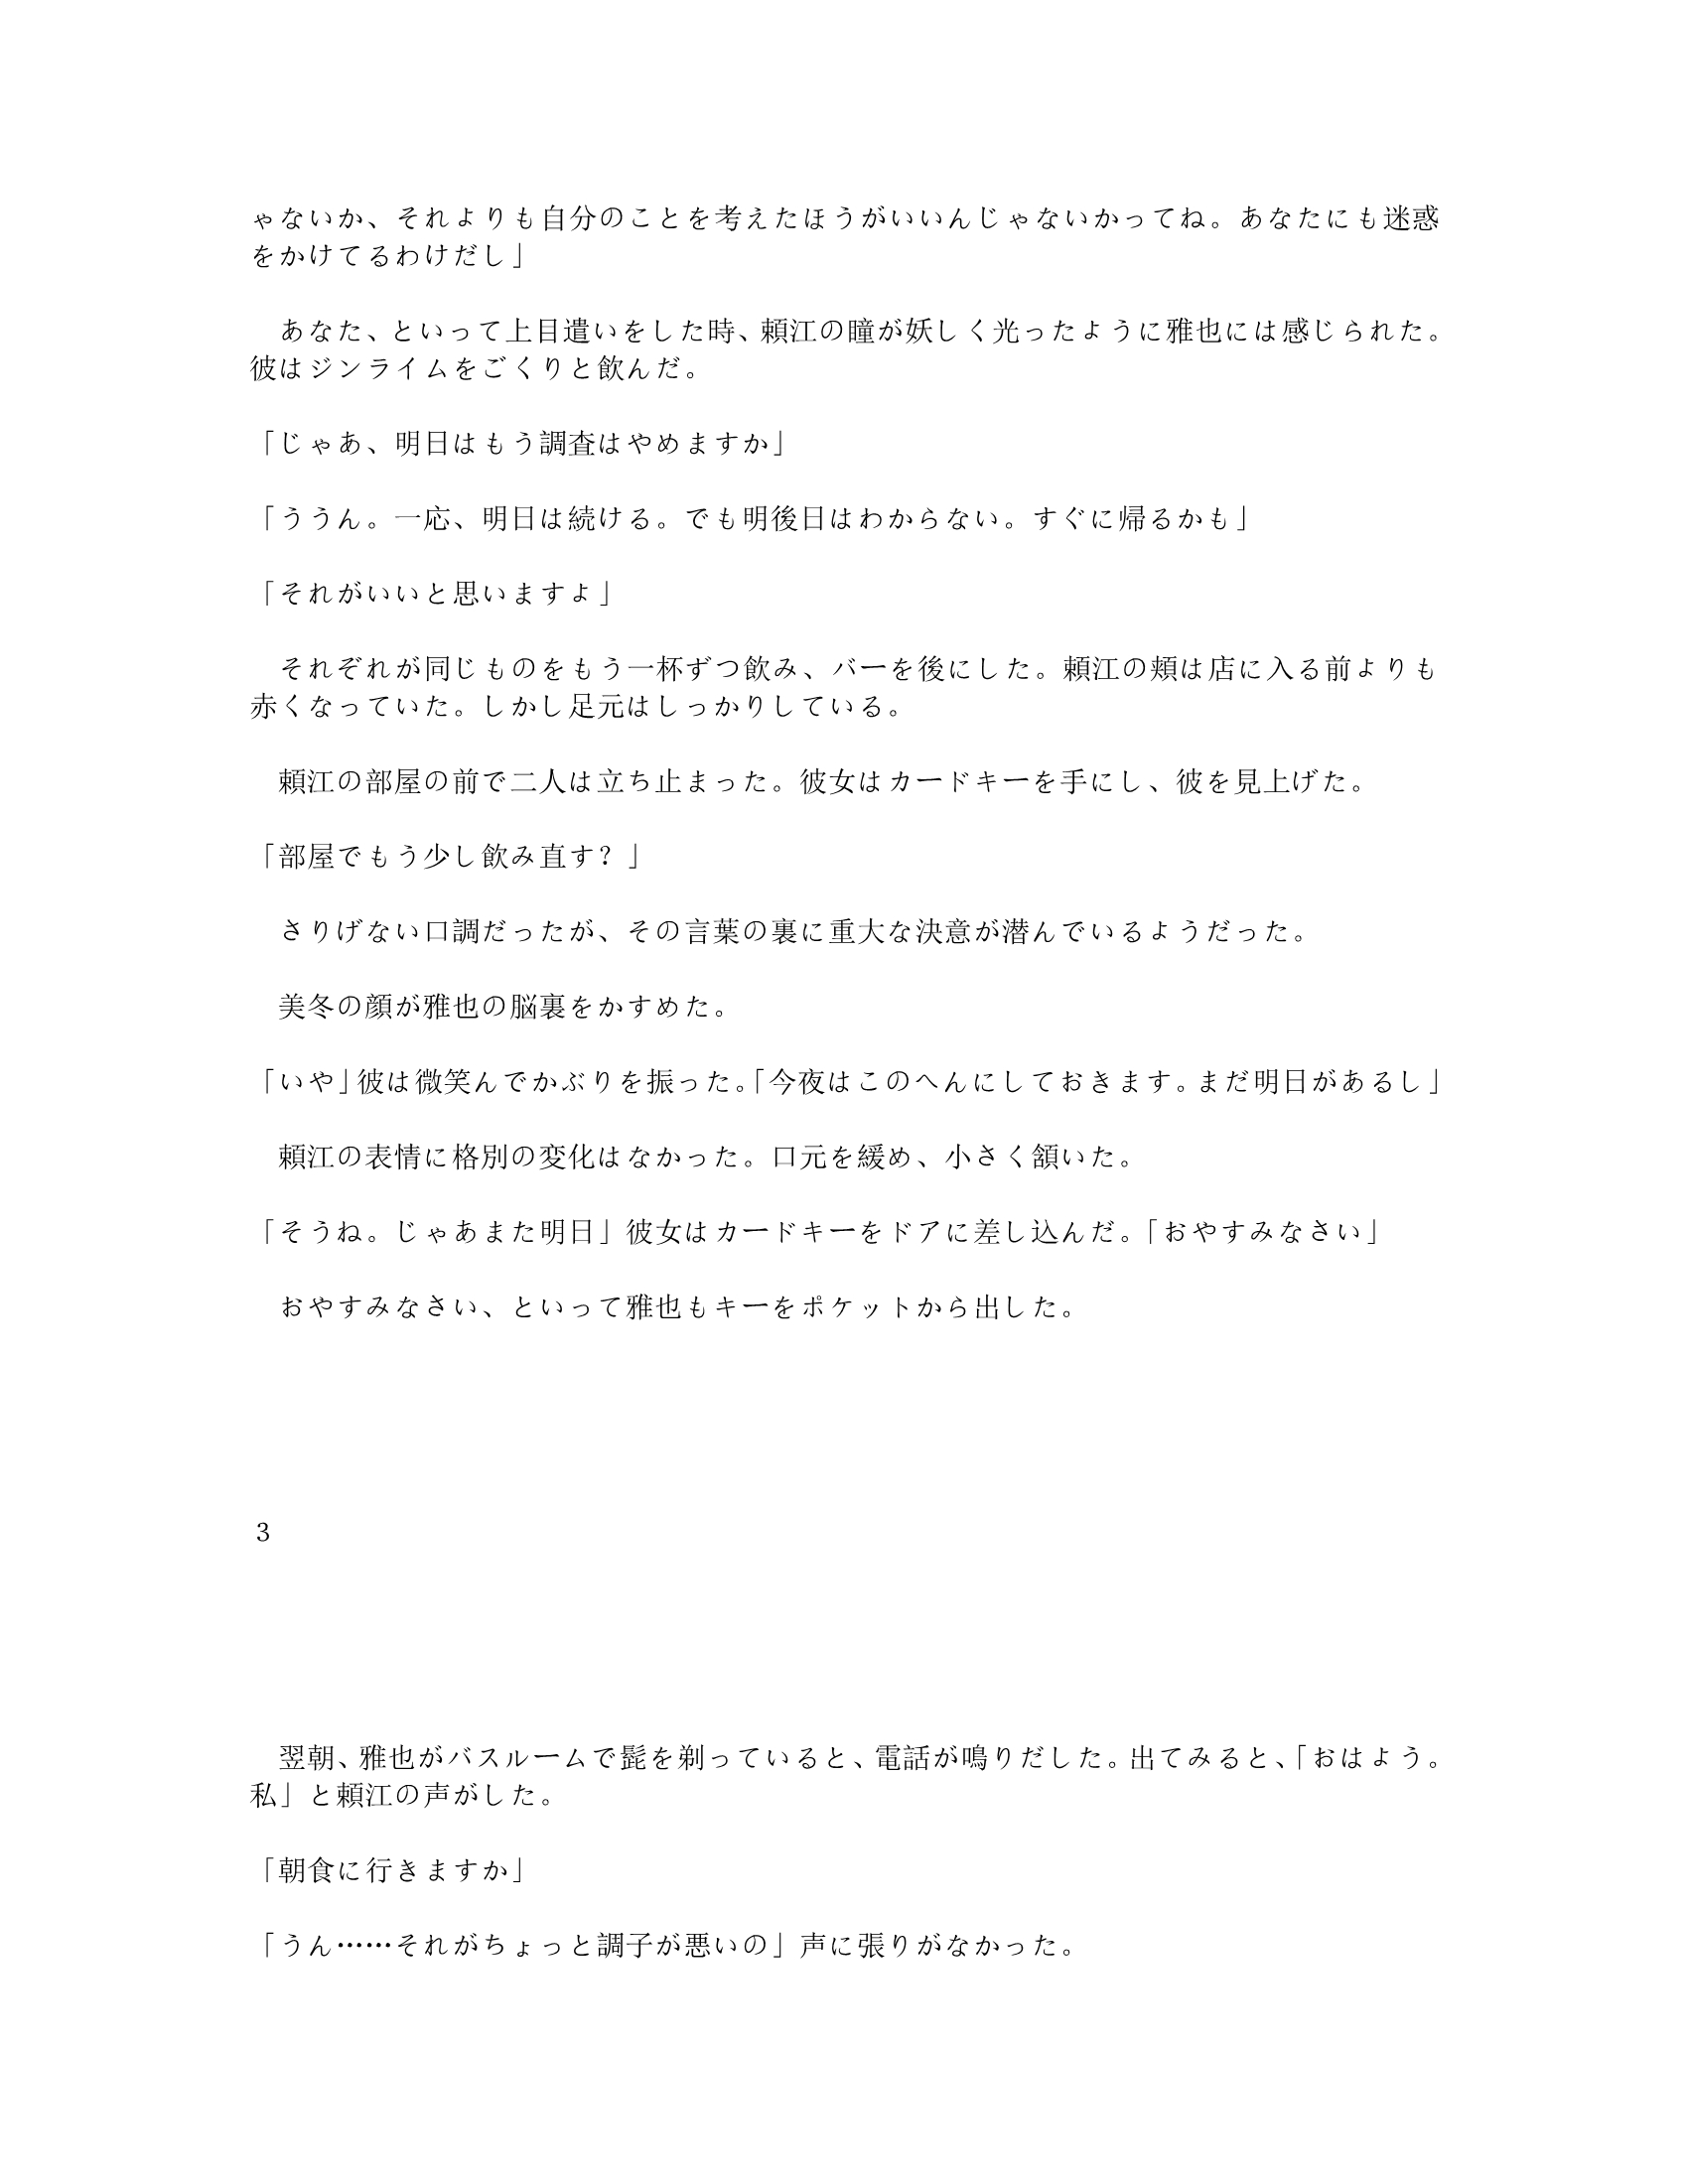 ゃないか、それよりも自分のことを考えたほうがいいんじゃないかってね。あなたにも迷惑
をかけてるわけだし」
　あなた、といって上目遣いをした時、頼江の瞳が妖しく光ったように雅也には感じられた。
彼はジンライムをごくりと飲んだ。
「じゃあ、明日はもう調査はやめますか」
「ううん。一応、明日は続ける。でも明後日はわからない。すぐに帰るかも」
「それがいいと思いますよ」
　それぞれが同じものをもう一杯ずつ飲み、バーを後にした。頼江の頬は店に入る前よりも
赤くなっていた。しかし足元はしっかりしている。
　頼江の部屋の前で二人は立ち止まった。彼女はカードキーを手にし、彼を見上げた。
「部屋でもう少し飲み直す？」
　さりげない口調だったが、その言葉の裏に重大な決意が潜んでいるようだった。
　美冬の顔が雅也の脳裏をかすめた。
「いや」彼は微笑んでかぶりを振った。「今夜はこのへんにしておきます。まだ明日があるし」
　頼江の表情に格別の変化はなかった。口元を緩め、小さく頷いた。
「そうね。じゃあまた明日」彼女はカードキーをドアに差し込んだ。「おやすみなさい」
　おやすみなさい、といって雅也もキーをポケットから出した。
3
　翌朝、雅也がバスルームで髭を剃っていると、電話が鳴りだした。出てみると、「おはよう。
私」と頼江の声がした。
「朝食に行きますか」
「うん……それがちょっと調子が悪いの」声に張りがなかった。